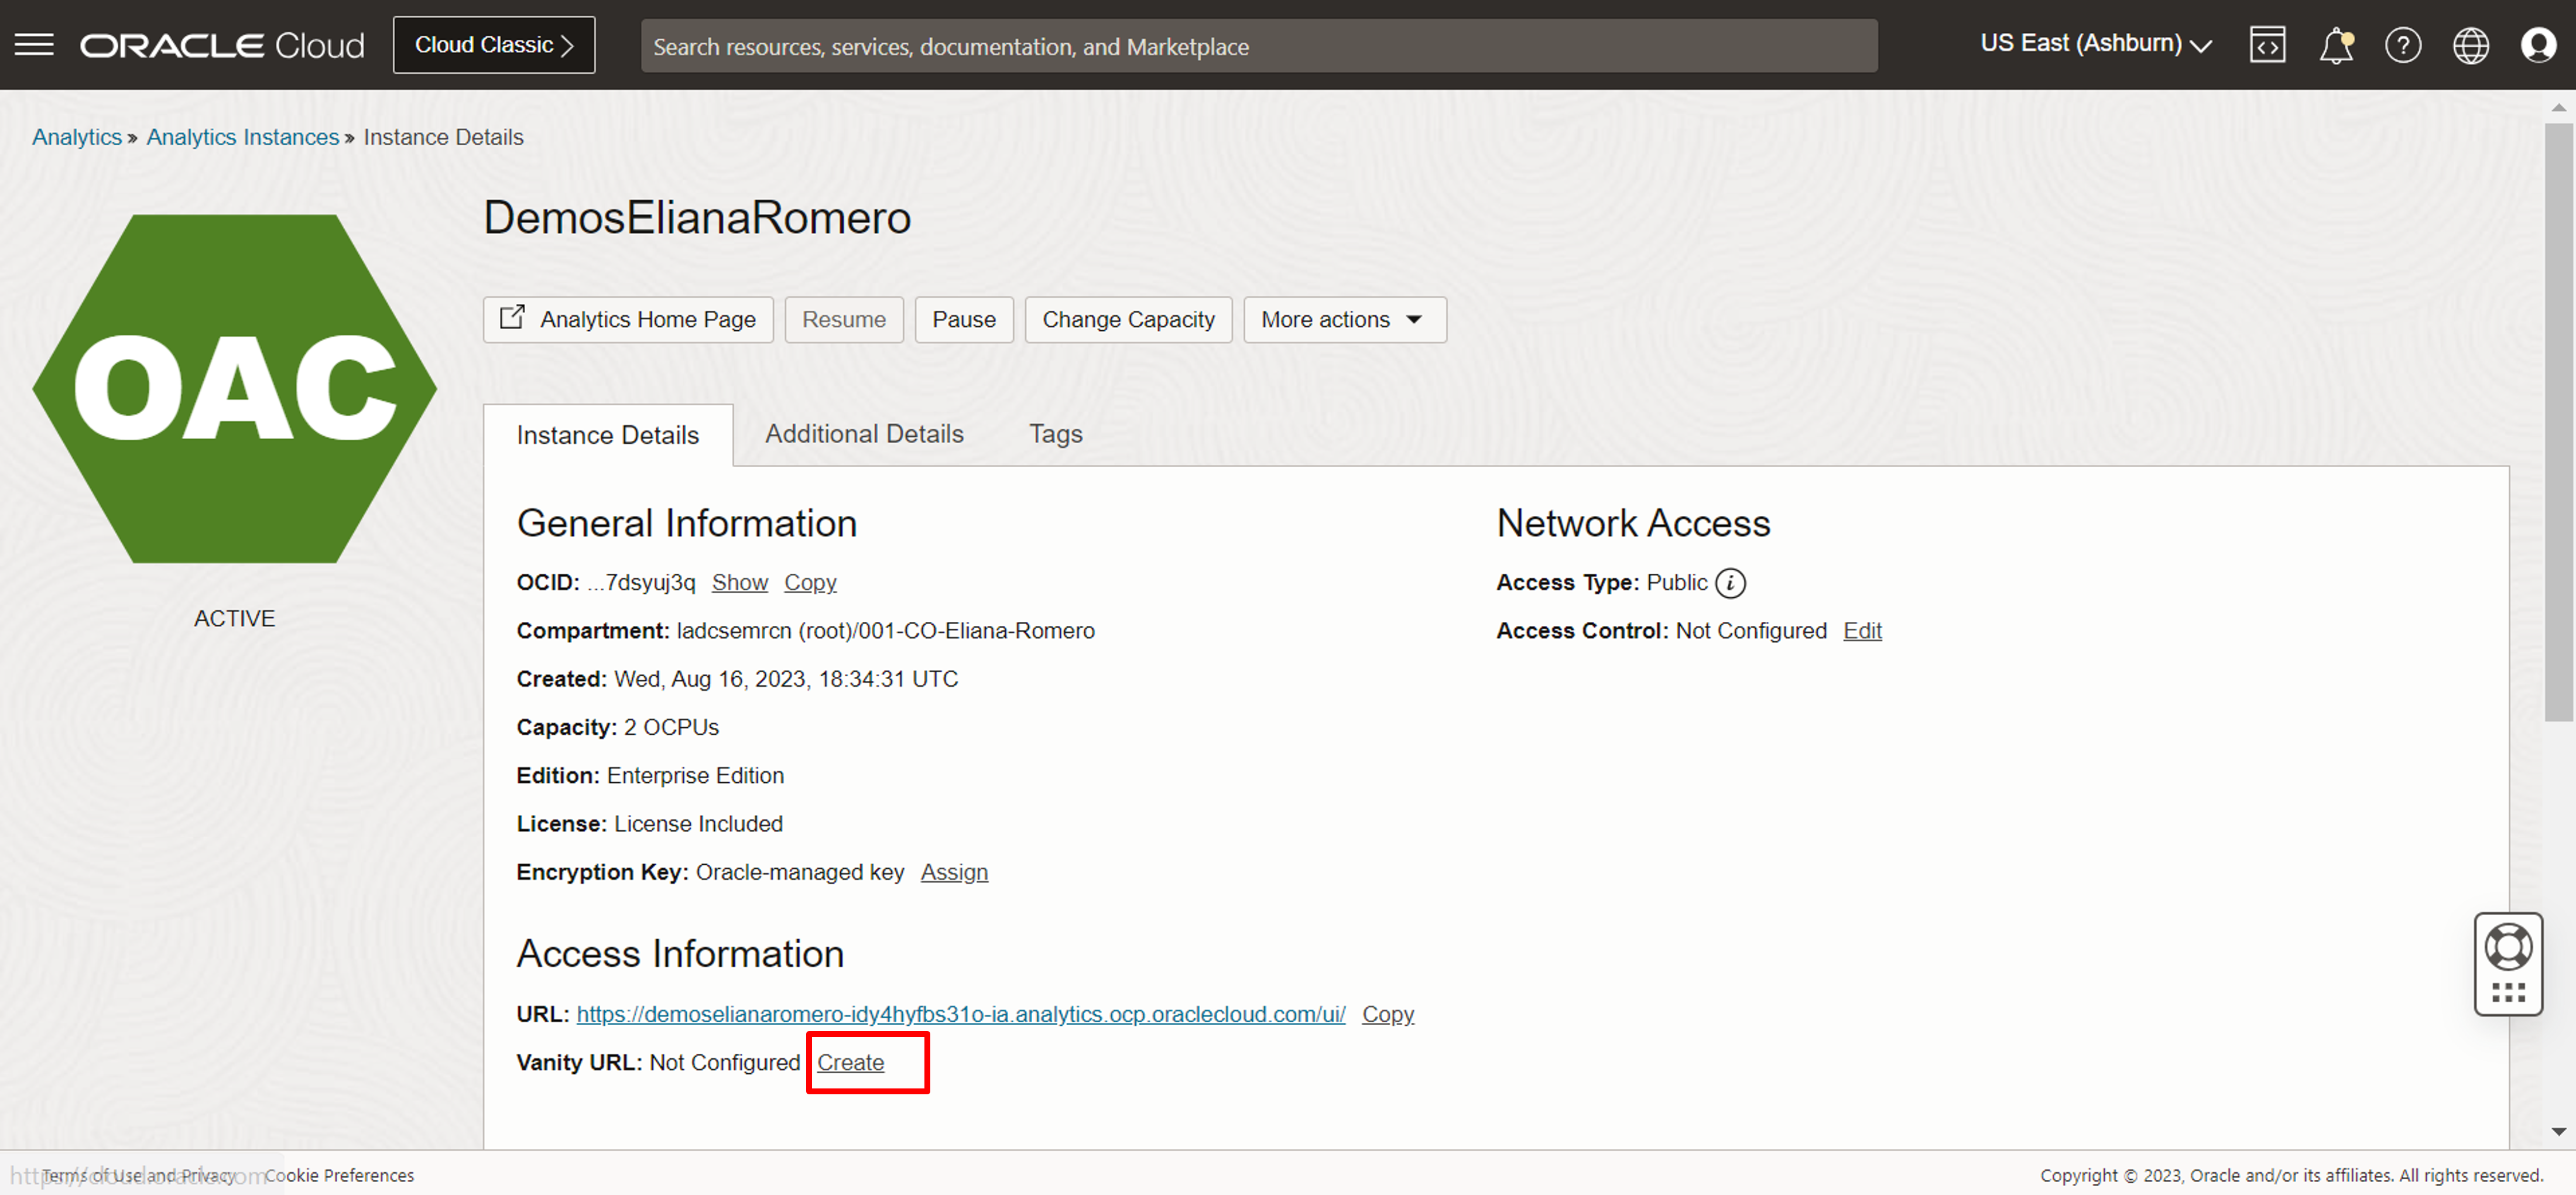 ORACLE Cloud
Cloud Classic
Search resources, services, documentation, and Marketplace
US East (Ashburn)
Analytics » Analytics Instances » Instance Details
DemosElianaRomero
OAC
ACTIVE
Analytics Home Page
Resume
Pause
Change Capacity
More actions
Instance Details
Additional Details
Tags
General Information
OCID: ...7dsyuj3q Show Copy
Compartment: ladcsemrcn (root)/001-CO-Eliana-Romero
Created: Wed, Aug 16, 2023, 18:34:31 UTC
Capacity: 2 OCPUs
Edition: Enterprise Edition
License: License Included
Encryption Key: Oracle-managed key Assign
Network Access
Access Type: Public
Access Control: Not Configured Edit
Access Information
URL: https://demoselianaromero-idy4hyfbs31o-ia.analytics.ocp.oraclecloud.com/ui/ Copy
Vanity URL: Not Configured Create
https://cloud.oracle.com
Terms of Use and Privacy
Cookie Preferences
Copyright © 2023, Oracle and/or its affiliates. All rights reserved.